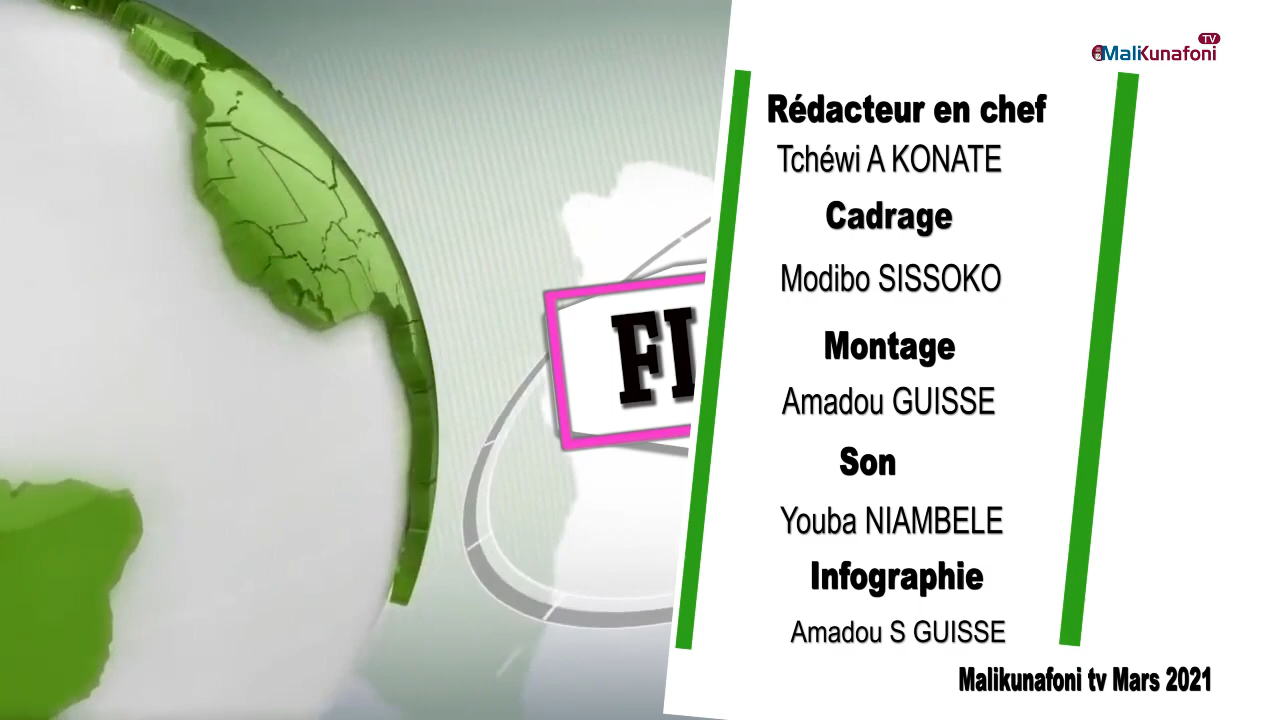 TV
MaliKunafoni
Rédacteur en chef
Tchéwi A KONATE
Cadrage
Modibo SISSOKO
FI
Montage
Amadou GUISSE
Son
Youba NIAMBELE
Infographie
Amadou S GUISSE
Malikunafoni tv Mars 2021